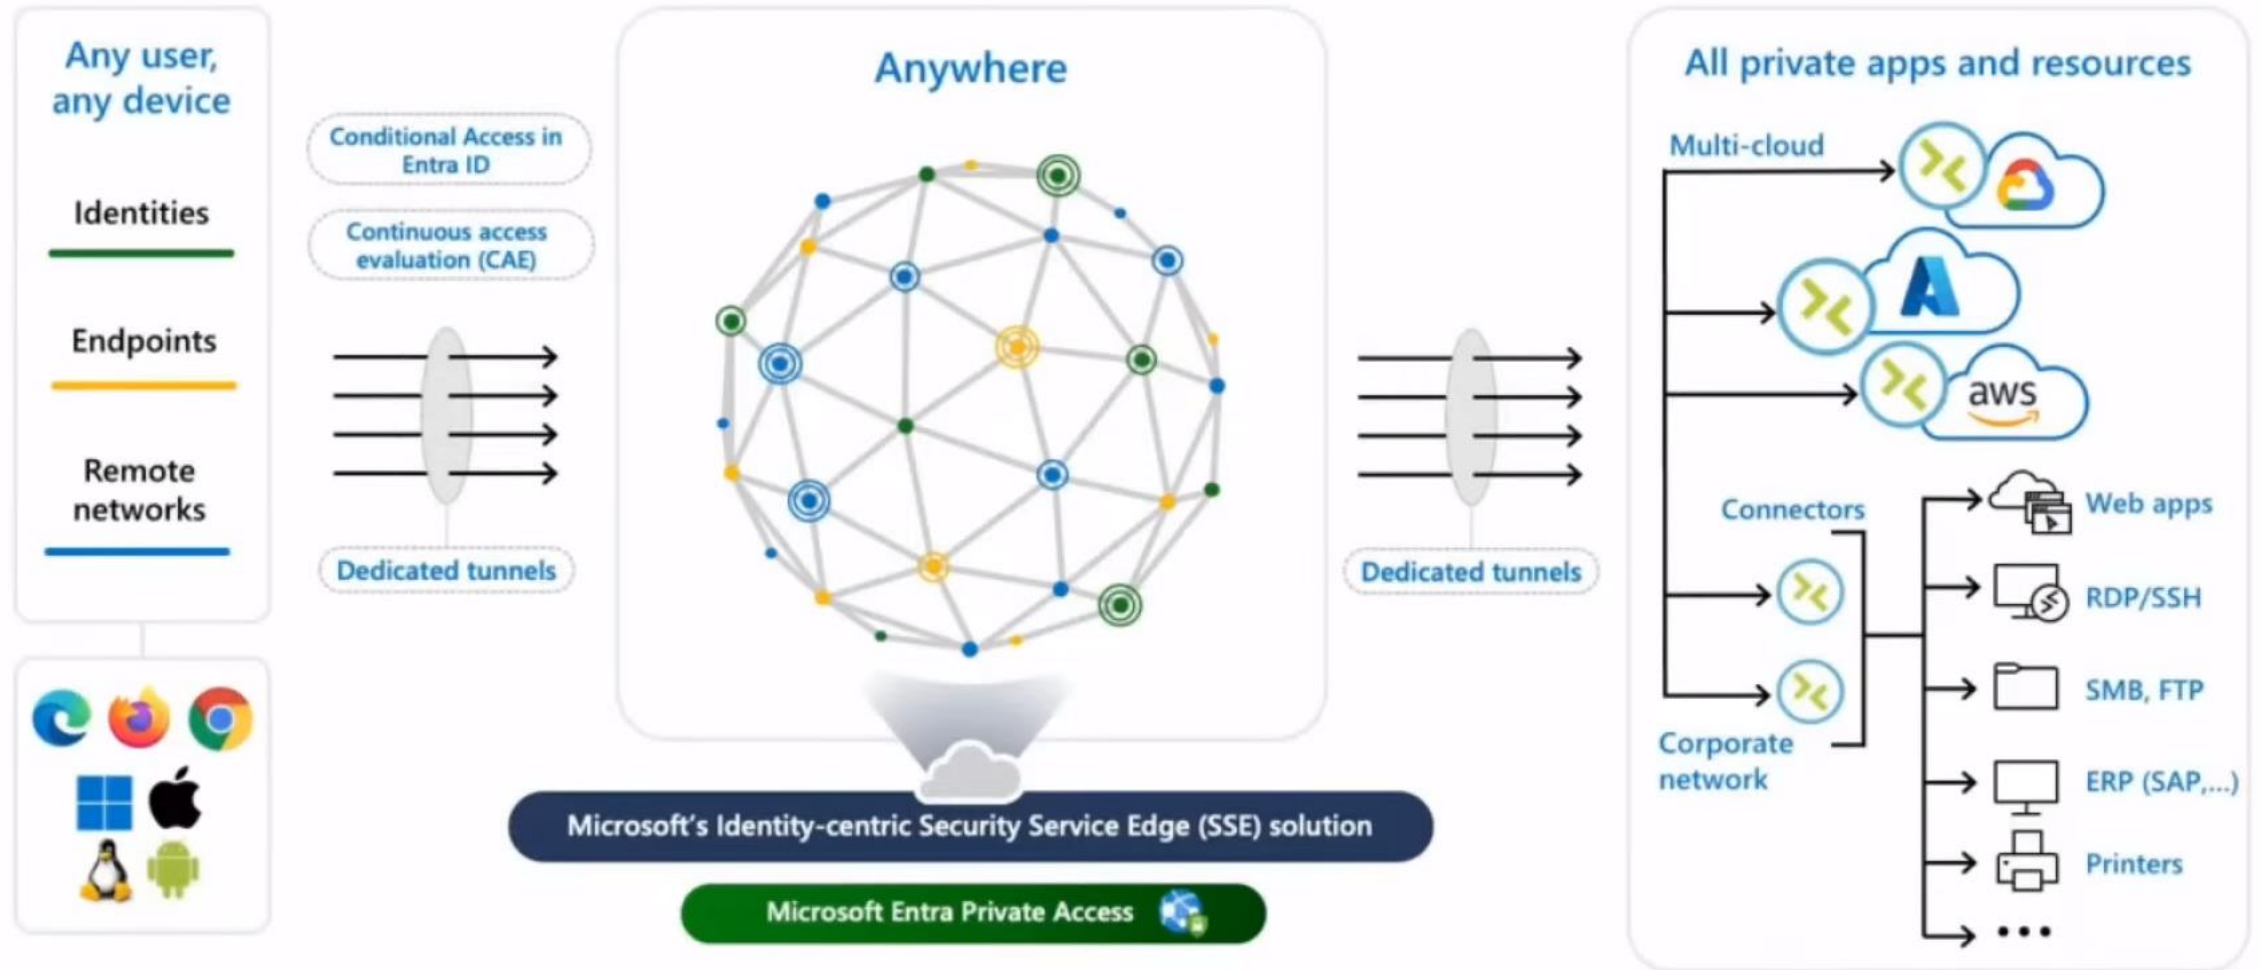 Any user,
any device
Identities
Endpoints
Remote
networks
Conditional Access in
Entra ID
Continuous access
evaluation (CAE)
Dedicated tunnels
Anywhere
Microsoft's Identity-centric Security Service Edge (SSE) solution
Microsoft Entra Private Access
Dedicated tunnels
All private apps and resources
Multi-cloud
aws
Connectors
Corporate
network
Web apps
RDP/SSH
SMB, FTP
ERP (SAP,...)
Printers